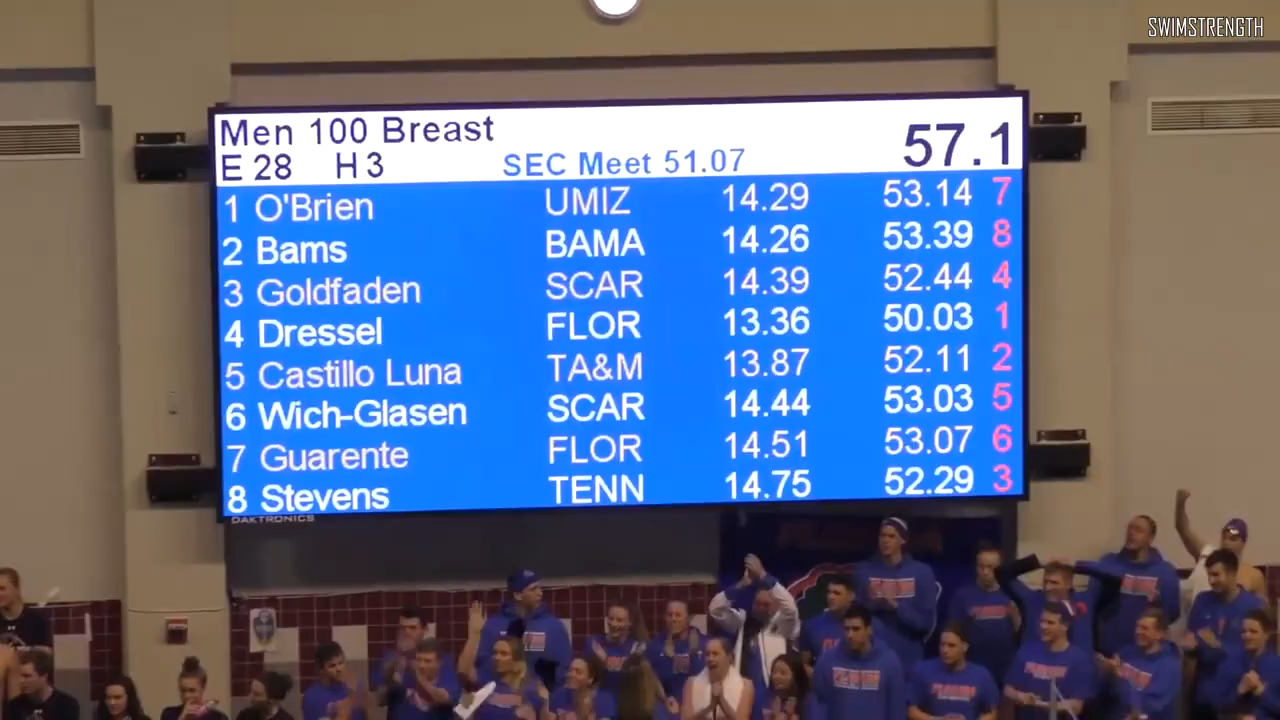 SWIMSTRENGTH
Men 100 Breast 57.1
E 28 H 3 SEC Meet 51.07
1 O'Brien UMIZ 14.29 53.14 7
2 Bams BAMA 14.26 53.39 8
3 Goldfaden SCAR 14.39 52.44 4
4 Dressel FLOR 13.36 50.03 1
5 Castillo Luna TA&M 13.87 52.11 2
6 Wich-Glasen SCAR 14.44 53.03 5
7 Guarente FLOR 14.51 53.07 6
8 Stevens TENN 14.75 52.29 3
DAKTRONICS